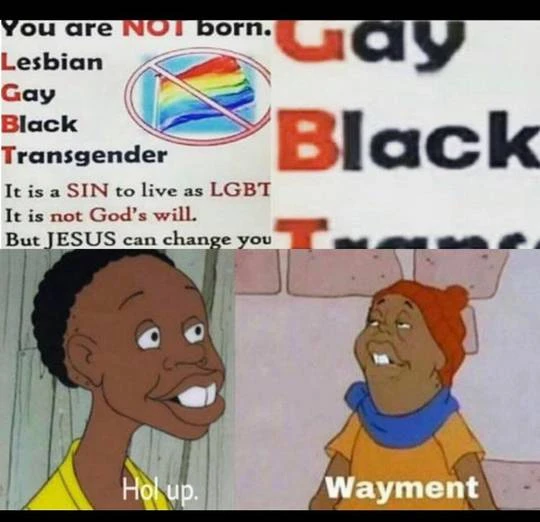 You are NOT born.
Lesbian
Gay
Black
Transgender
It is a SIN to live as LGBT
It is not God's will.
But JESUS can change you
Gay
Black
Trans
Hol up.
Wayment